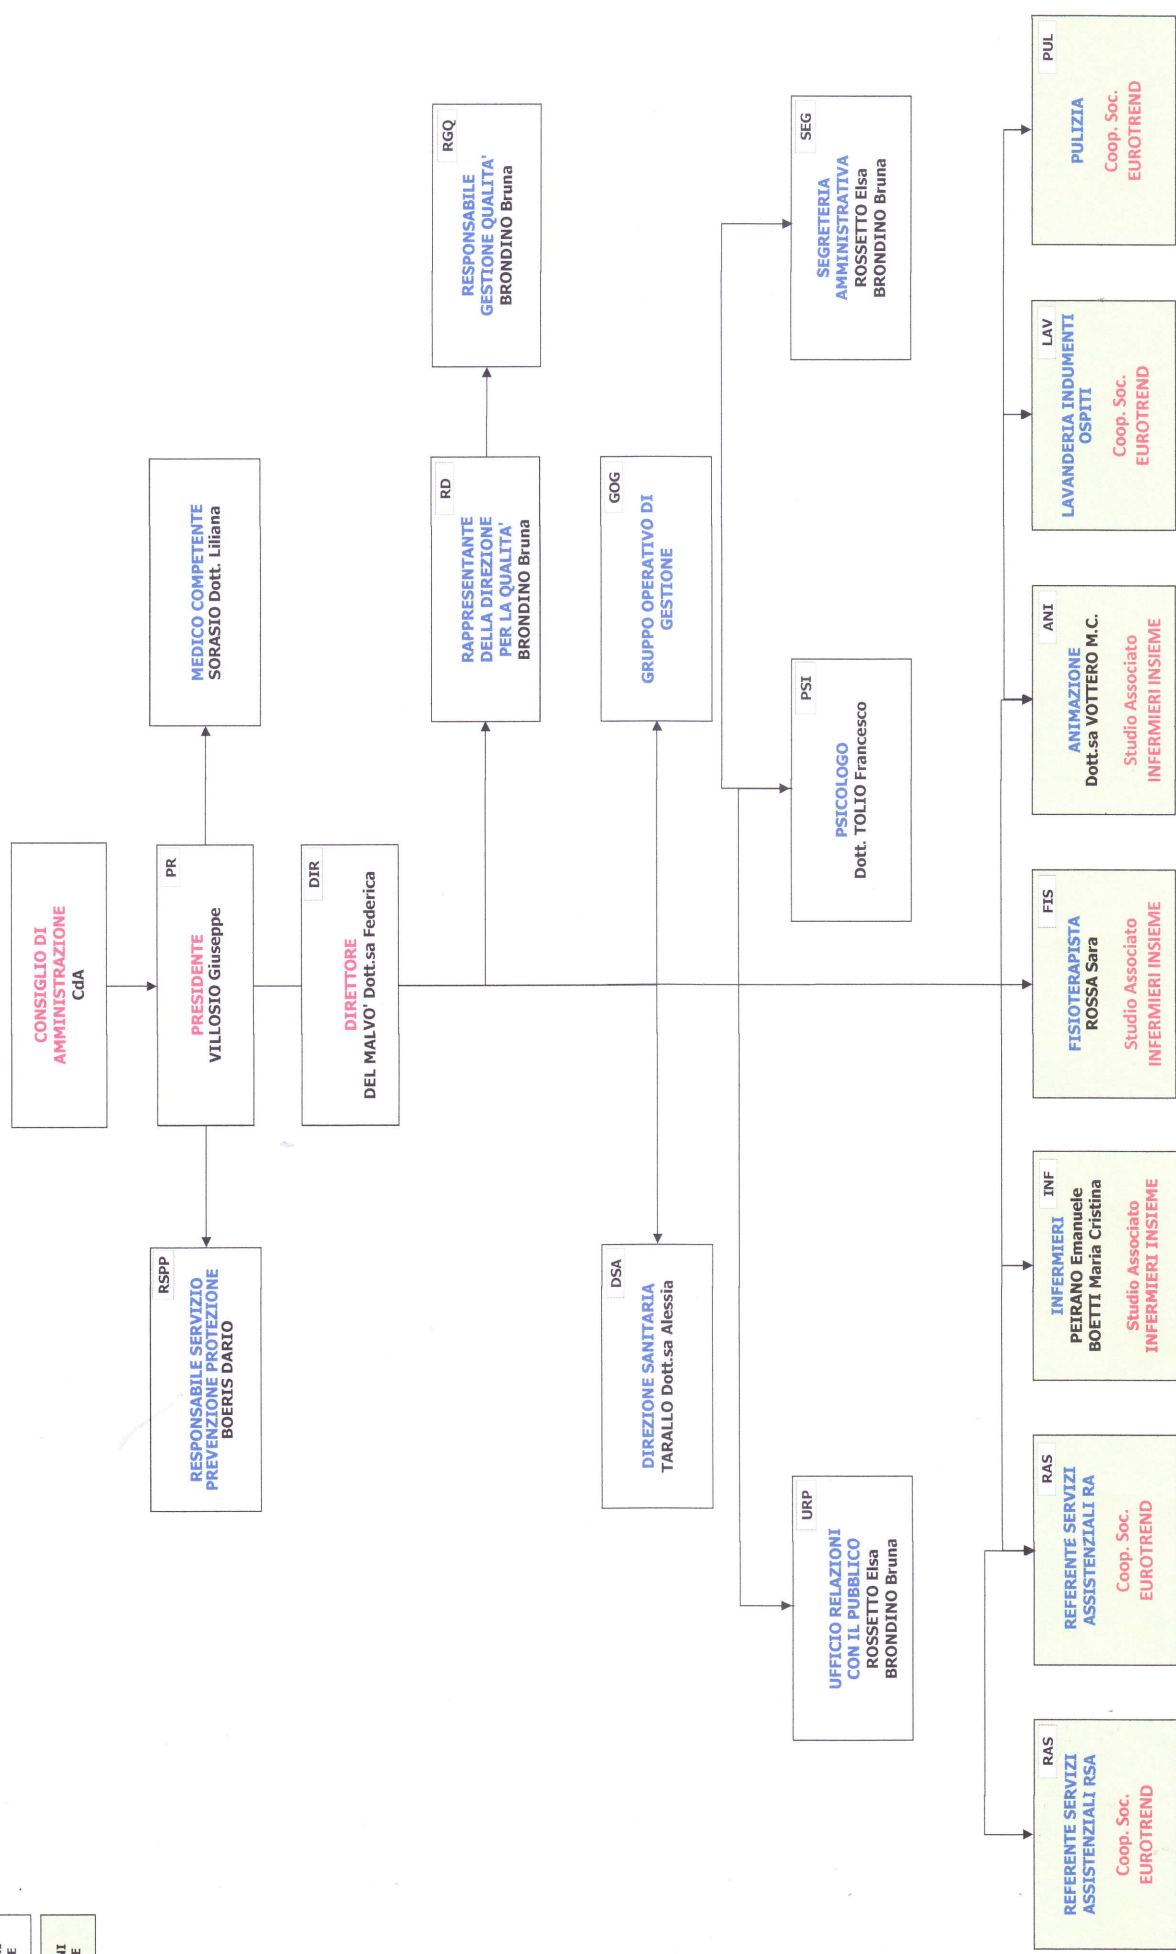 CONSIGLIO DI
AMMINISTRAZIONE
CdA
PR
PRESIDENTE
VILLOSIO Giuseppe
RSPP
RESPONSABILE SERVIZIO
PREVENZIONE PROTEZIONE
BOERIS DARIO
MEDICO COMPETENTE
SORASIO Dott. Liliana
DIR
DIRETTORE
DEL MALVO' Dott.sa Federica
RD
RAPPRESENTANTE
DELLA DIREZIONE
PER LA QUALITA'
BRONDINO Bruna
RGQ
RESPONSABILE
GESTIONE QUALITA'
BRONDINO Bruna
DSA
DIREZIONE SANITARIA
TARALLO Dott.sa Alessia
GOG
GRUPPO OPERATIVO DI
GESTIONE
URP
UFFICIO RELAZIONI
CON IL PUBBLICO
ROSSETTO Elsa
BRONDINO Bruna
PSI
PSICOLOGO
Dott. TOLIO Francesco
SEG
SEGRETERIA
AMMINISTRATIVA
ROSSETTO Elsa
BRONDINO Bruna
RAS
REFERENTE SERVIZI
ASSISTENZIALI RSA
Coop. Soc.
EUROTREND
RAS
REFERENTE SERVIZI
ASSISTENZIALI RA
Coop. Soc.
EUROTREND
INF
INFERMIERI
PEIRANO Emanuele
BOETTI Maria Cristina
Studio Associato
INFERMIERI INSIEME
FIS
FISIOTERAPISTA
ROSSA Sara
Studio Associato
INFERMIERI INSIEME
ANI
ANIMAZIONE
Dott.sa VOTTERO M.C.
Studio Associato
INFERMIERI INSIEME
LAV
LAVANDERIA INDUMENTI
OSPITI
Coop. Soc.
EUROTREND
PUL
PULIZIA
Coop. Soc.
EUROTREND